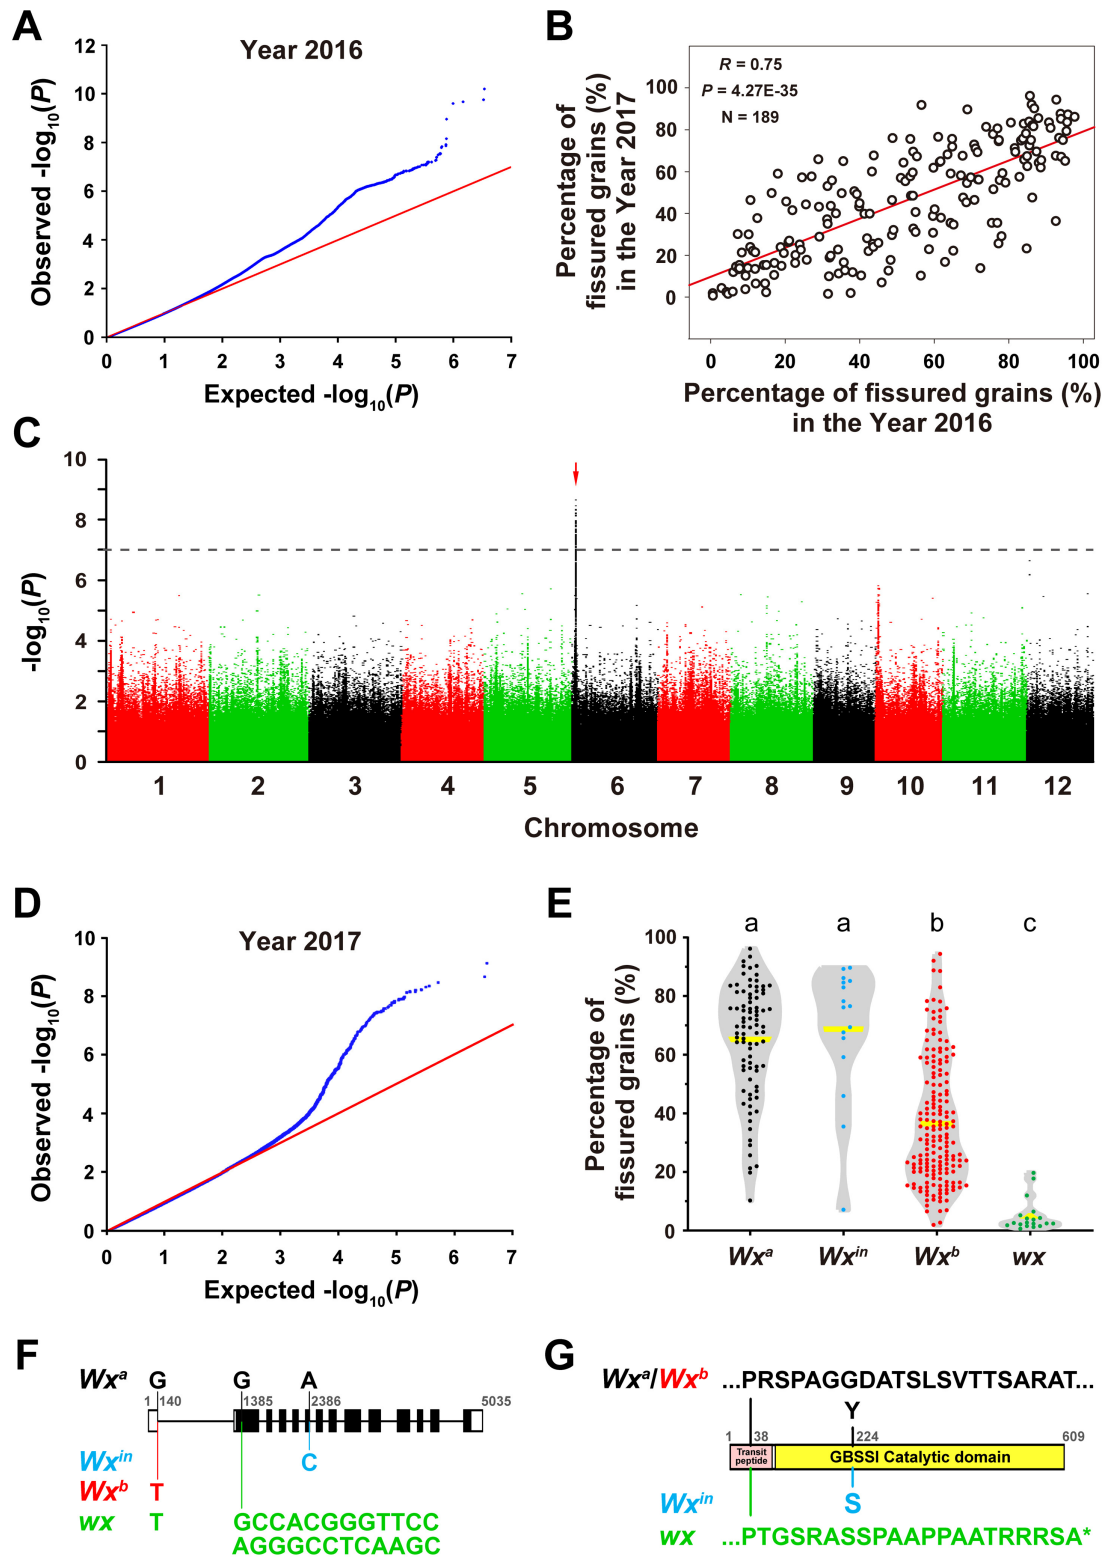 A
Year 2016
Observed -log10(P)
12
10
8
6
4
2
0
0 1 2 3 4 5 6 7
Expected -log10(P)
B
R = 0.75
P = 4.27E-35
N = 189
Percentage of
fissured grains (%)
in the Year 2017
100
80
60
40
20
0
0 20 40 60 80 100
Percentage of fissured grains (%)
in the Year 2016
C
-log10(P)
10
8
6
4
2
0
1 2 3 4 5 6 7 8 9 10 11 12
Chromosome
D
Year 2017
Observed -log10(P)
10
8
6
4
2
0
0 1 2 3 4 5 6 7
Expected -log10(P)
E
Percentage of
fissured grains (%)
100
80
60
40
20
0
a a b c
Wxa Wxin Wxb wx
F
Wxa G G A
1 140 1385 2386 5035
Wxin C
Wxb T
wx T GCCACGGGTTCC
AGGGCCTCAAGC
G
Wxa/Wxb ...PRSPAGGDATSLSVTTSARAT...
Y
1 38 224 609
Transit
peptide
GBSSI Catalytic domain
Wxin S
wx ...PTGSRASSPAAPPAATRRRSA*